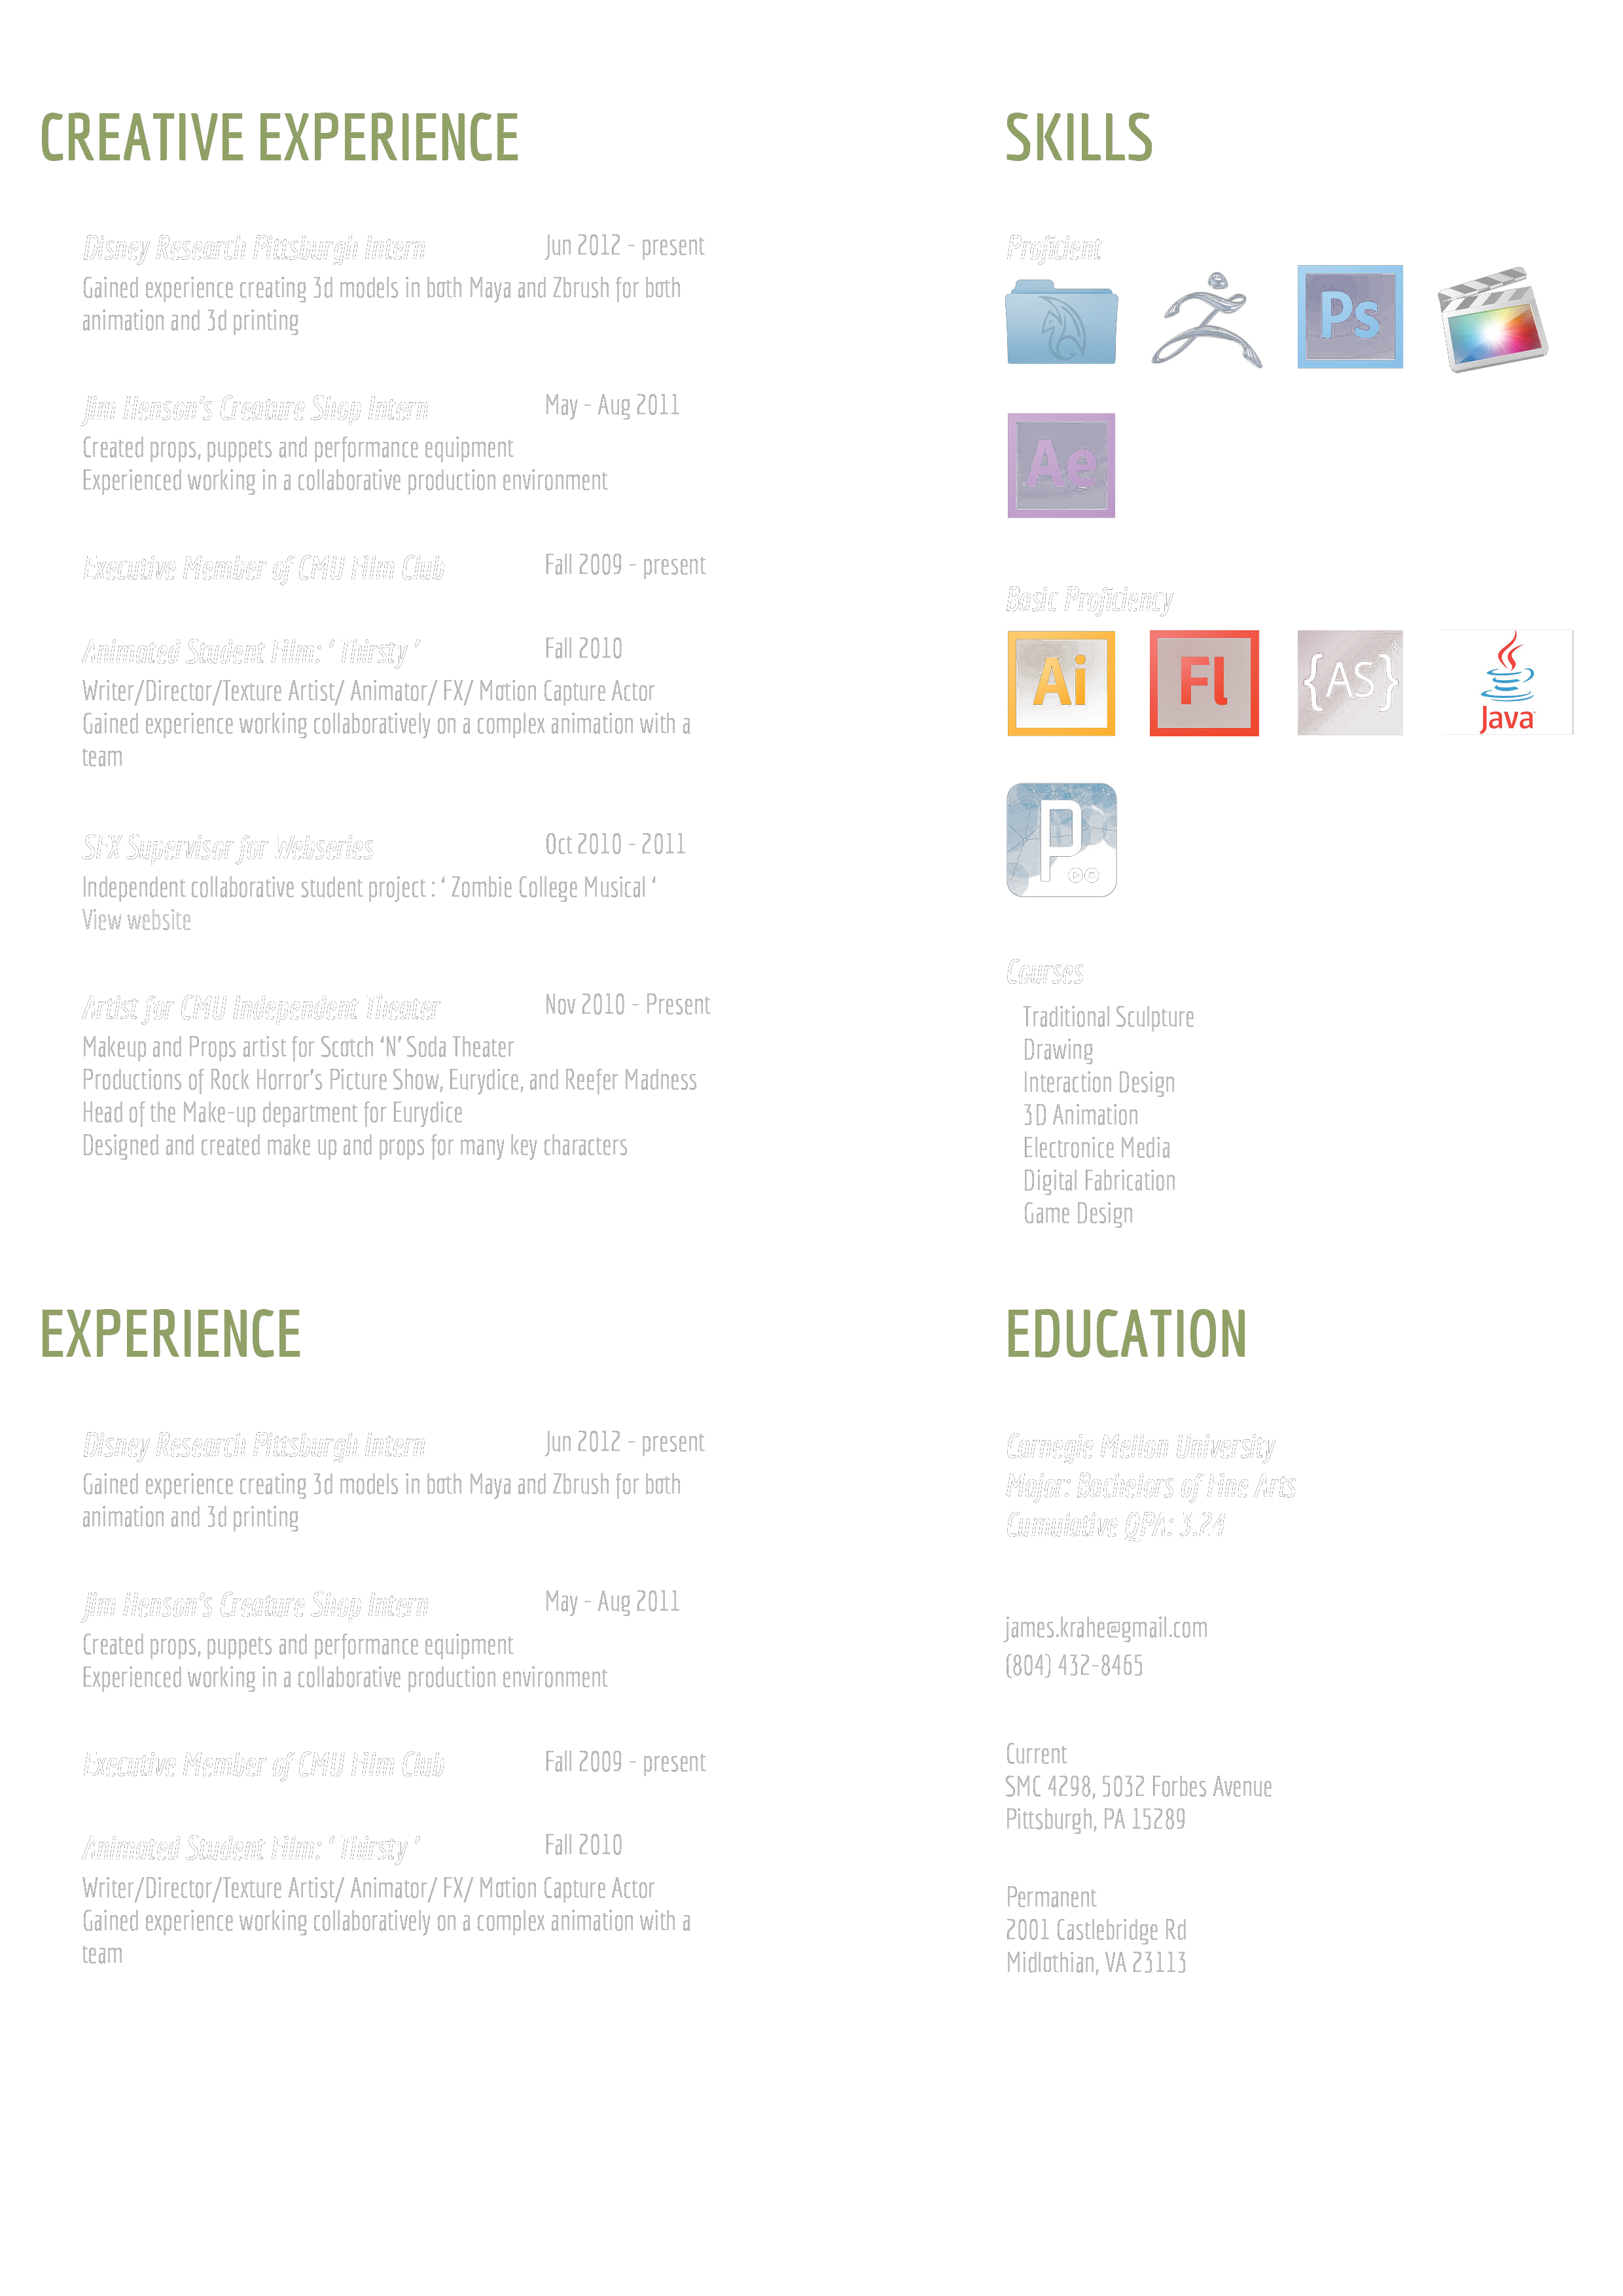 CREATIVE EXPERIENCE
Disney Research Pittsburgh Intern
Jun 2012 - present
Gained experience creating 3d models in both Maya and Zbrush for both
animation and 3d printing
Jim Henson's Creature Shop Intern
May - Aug 2011
Created props, puppets and performance equipment
Experienced working in a collaborative production environment
Executive Member of CMU Film Club
Fall 2009 - present
Animated Student Film: ‘ Thirsty ’
Fall 2010
Writer/Director/Texture Artist/ Animator/ FX/ Motion Capture Actor
Gained experience working collaboratively on a complex animation with a
team
SFX Supervisor for Webseries
Oct 2010 - 2011
Independent collaborative student project : ‘ Zombie College Musical ‘
View website
Artist for CMU Independent Theater
Nov 2010 - Present
Makeup and Props artist for Scotch ‘N’ Soda Theater
Productions of Rock Horror's Picture Show, Eurydice, and Reefer Madness
Head of the Make-up department for Eurydice
Designed and created make up and props for many key characters
SKILLS
Proficient
Ps
Ae
Basic Proficiency
Ai
Fl
{AS}3
Java
P
Courses
Traditional Sculpture
Drawing
Interaction Design
3D Animation
Electronice Media
Digital Fabrication
Game Design
EXPERIENCE
Disney Research Pittsburgh Intern
Jun 2012 - present
Gained experience creating 3d models in both Maya and Zbrush for both
animation and 3d printing
Jim Henson's Creature Shop Intern
May - Aug 2011
Created props, puppets and performance equipment
Experienced working in a collaborative production environment
Executive Member of CMU Film Club
Fall 2009 - present
Animated Student Film: ‘ Thirsty ’
Fall 2010
Writer/Director/Texture Artist/ Animator/ FX/ Motion Capture Actor
Gained experience working collaboratively on a complex animation with a
team
EDUCATION
Carnegie Mellon University
Major: Bachelors of Fine Arts
Cumulative QPA: 3.24
james.krahe@gmail.com
(804) 432-8465
Current
SMC 4298, 5032 Forbes Avenue
Pittsburgh, PA 15289
Permanent
2001 Castlebridge Rd
Midlothian, VA 23113